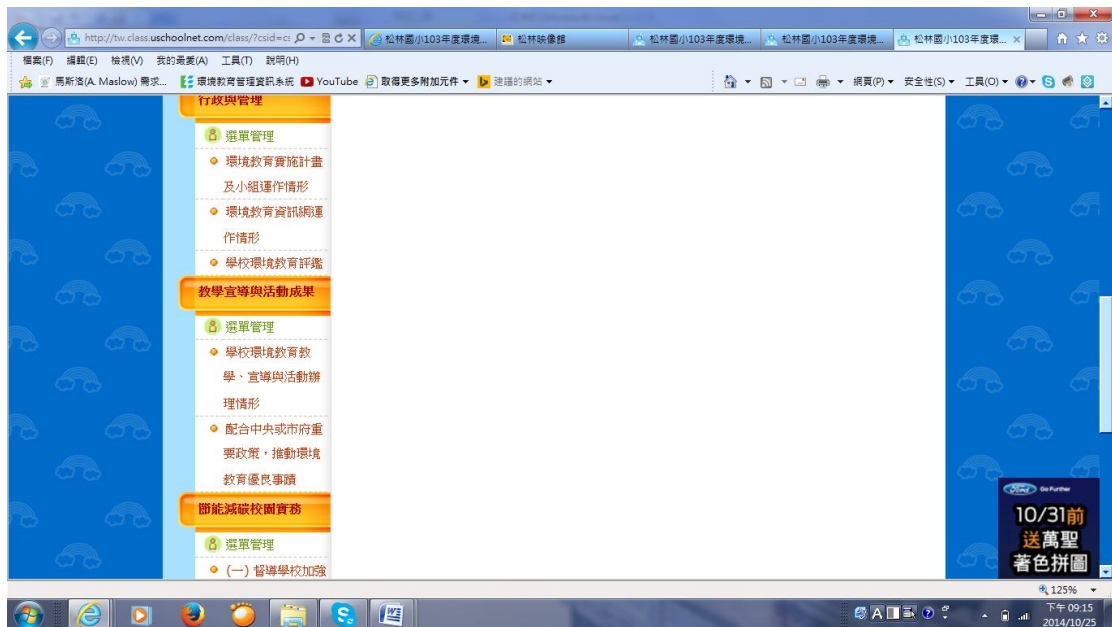 http://tw.class.uschoolnet.com/class/?csid=c
松林國小103年度環境...
松林映像館
松林國小103年度環境...
松林國小103年度環境...
松林國小103年度環...
檔案(F) 編輯(E) 檢視(V) 我的最愛(A) 工具(T) 說明(H)
馬斯洛(A. Maslow) 需求...
環境教育管理資訊系統
YouTube
取得更多附加元件
建議的網站
網頁(P)
安全性(S)
工具(O)
行政與管理
選單管理
環境教育實施計畫
及小組運作情形
環境教育資訊網運
作情形
學校環境教育評鑑
教學宣導與活動成果
選單管理
學校環境教育教
學、宣導與活動辦
理情形
配合中央或市府重
要政策，推動環境
教育優良事蹟
節能減碳校園實務
選單管理
(一) 督導學校加強
Ford Go Further
10/31前
送萬聖
著色拼圖
125%
下午 09:15
2014/10/25